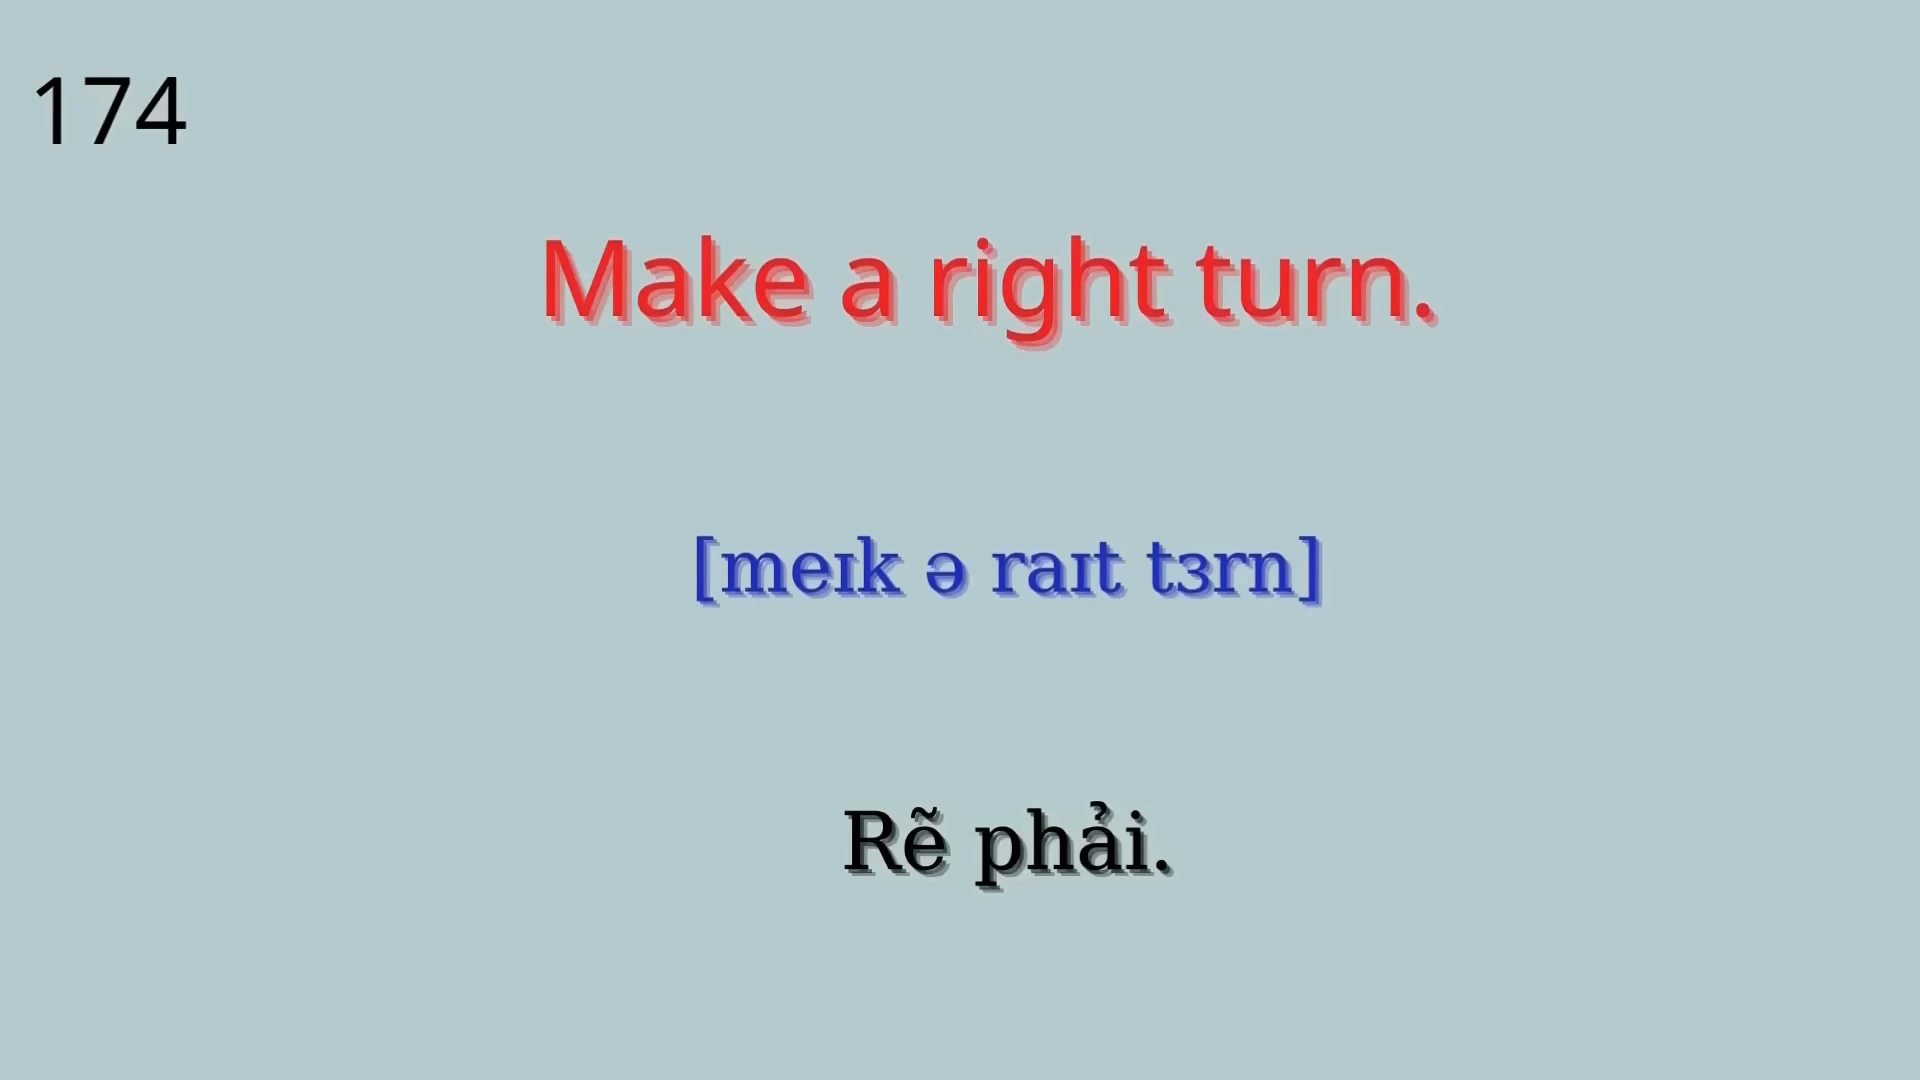 174
Make a right turn.
[meɪk ə raɪt tɜrn]
Rẽ phải.